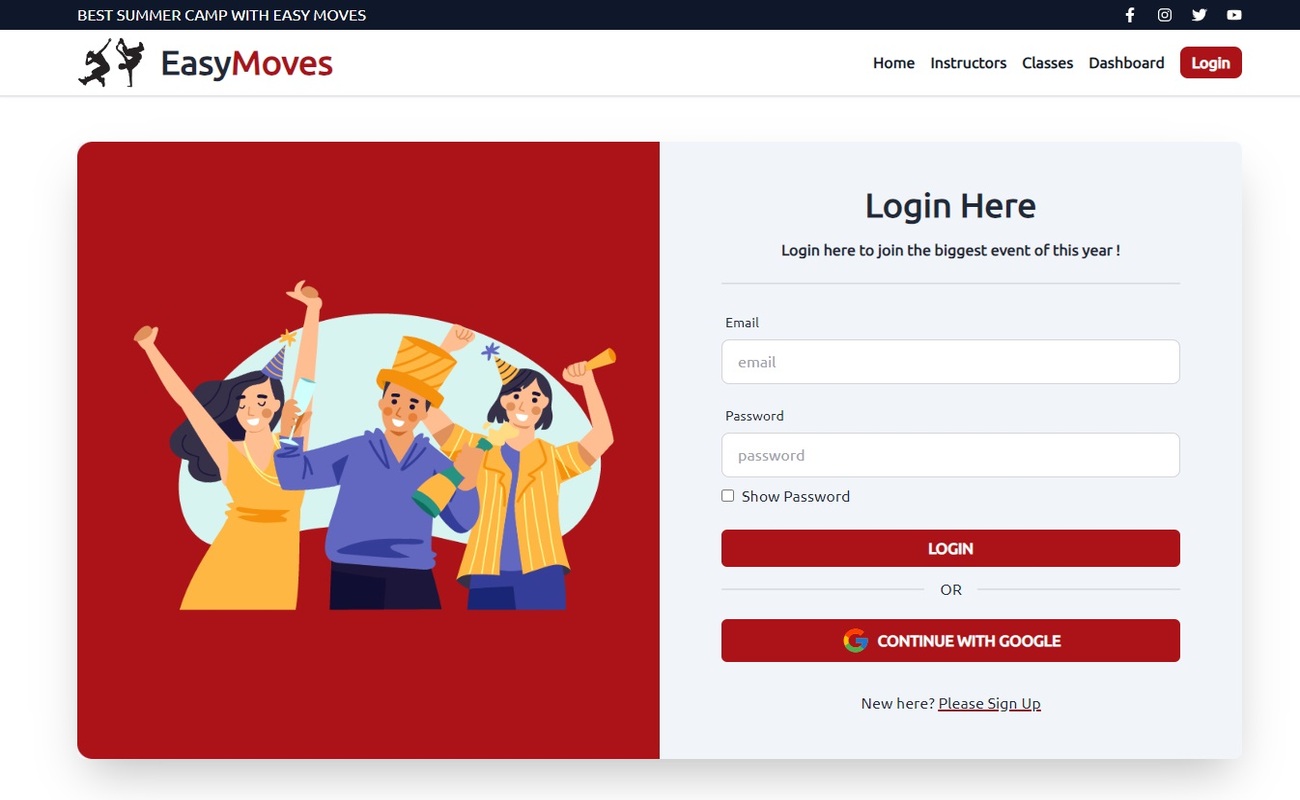 BEST SUMMER CAMP WITH EASY MOVES
EasyMoves
Home Instructors Classes Dashboard Login
Login Here
Login here to join the biggest event of this year !
Email
email
Password
password
Show Password
LOGIN
OR
CONTINUE WITH GOOGLE
New here? Please Sign Up